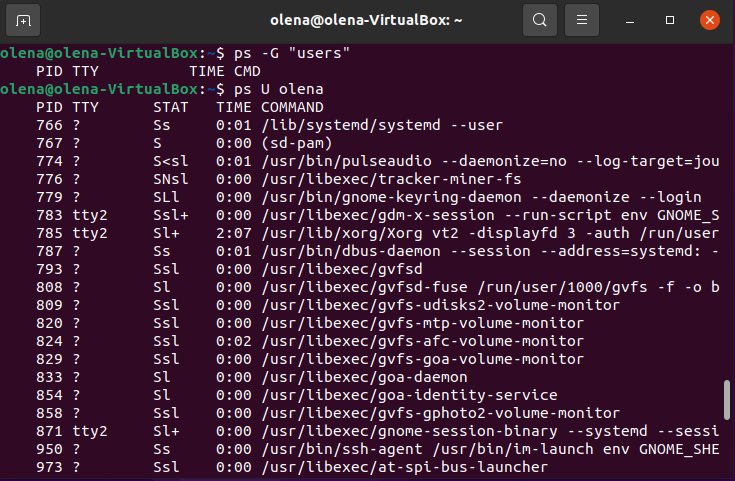 olena@olena-VirtualBox: ~
olena@olena-VirtualBox:~$ ps -G "users"
    PID TTY          TIME CMD
olena@olena-VirtualBox:~$ ps U olena
    PID TTY      STAT   TIME COMMAND
    766 ?        Ss     0:01 /lib/systemd/systemd --user
    767 ?        S      0:00 (sd-pam)
    774 ?        S<sl   0:01 /usr/bin/pulseaudio --daemonize=no --log-target=jou
    776 ?        SNsl   0:00 /usr/libexec/tracker-miner-fs
    779 ?        SLl    0:00 /usr/bin/gnome-keyring-daemon --daemonize --login
    783 tty2     Ssl+   0:00 /usr/libexec/gdm-x-session --run-script env GNOME_S
    785 tty2     Sl+    2:07 /usr/lib/xorg/Xorg vt2 -displayfd 3 -auth /run/user
    787 ?        Ss     0:01 /usr/bin/dbus-daemon --session --address=systemd: -
    793 ?        Ssl    0:00 /usr/libexec/gvfsd
    808 ?        Sl     0:00 /usr/libexec/gvfsd-fuse /run/user/1000/gvfs -f -o b
    809 ?        Ssl    0:00 /usr/libexec/gvfs-udisks2-volume-monitor
    820 ?        Ssl    0:00 /usr/libexec/gvfs-mtp-volume-monitor
    824 ?        Ssl    0:02 /usr/libexec/gvfs-afc-volume-monitor
    829 ?        Ssl    0:00 /usr/libexec/gvfs-goa-volume-monitor
    833 ?        Sl     0:00 /usr/libexec/goa-daemon
    854 ?        Sl     0:00 /usr/libexec/goa-identity-service
    858 ?        Ssl    0:00 /usr/libexec/gvfs-gphoto2-volume-monitor
    871 tty2     Sl+    0:00 /usr/libexec/gnome-session-binary --systemd --sessi
    950 ?        Ss     0:00 /usr/bin/ssh-agent /usr/bin/im-launch env GNOME_SHE
    973 ?        Ssl    0:00 /usr/libexec/at-spi-bus-launcher